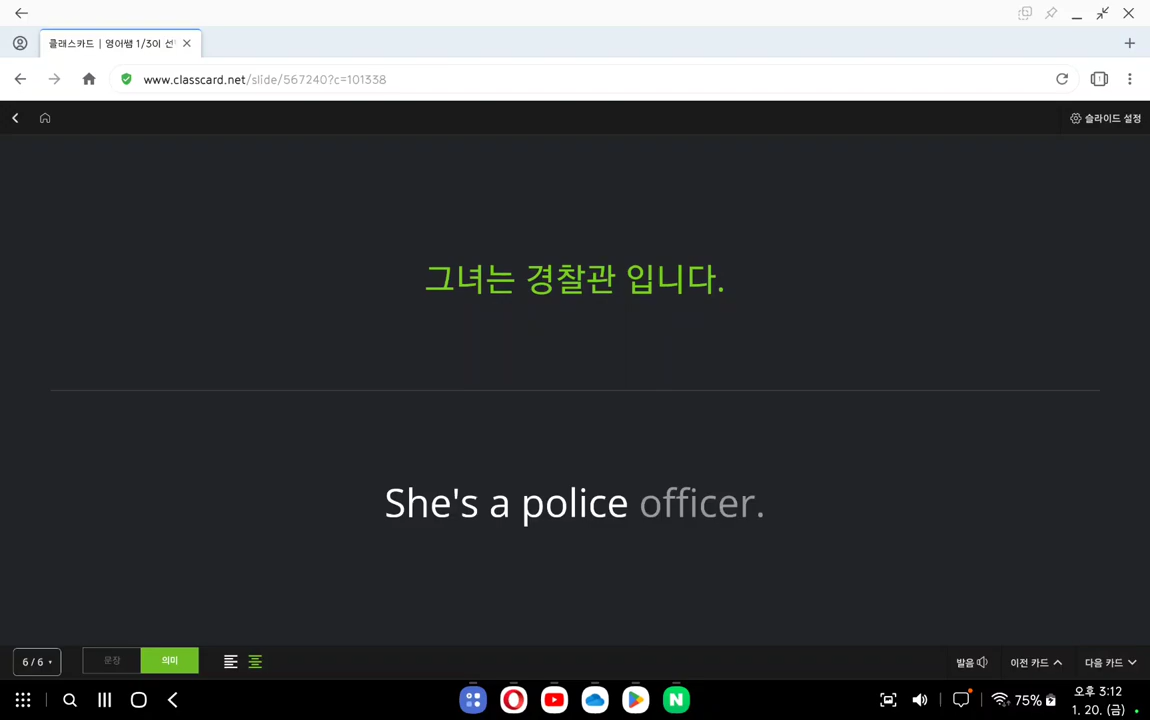 클래스카드 | 영어쌤 1/3이 선
www.classcard.net/slide/567240?c=101338
1
슬라이드 설정
그녀는 경찰관 입니다.
She's a police officer.
6 / 6
문장
의미
발음
이전 카드
다음 카드
N
75%
오후 3:12
1. 20. (금)